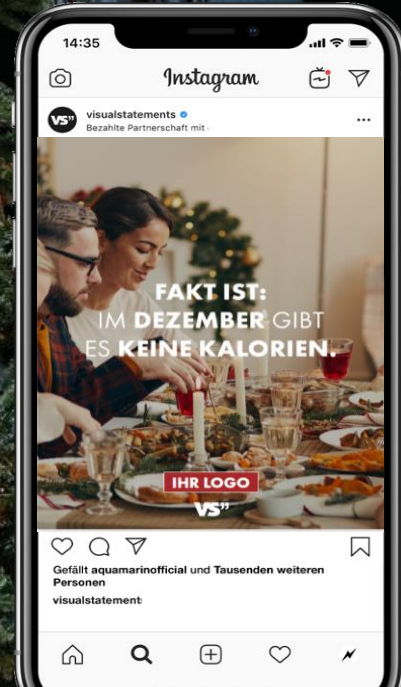 14:35
Instagram
VS”
visualstatements
Bezahlte Partnerschaft mit
FAKT IST:
IM DEZEMBER GIBT
ES KEINE KALORIEN.
IHR LOGO
VS”
Gefällt aquamarinofficial und Tausenden weiteren
Personen
visualstatement